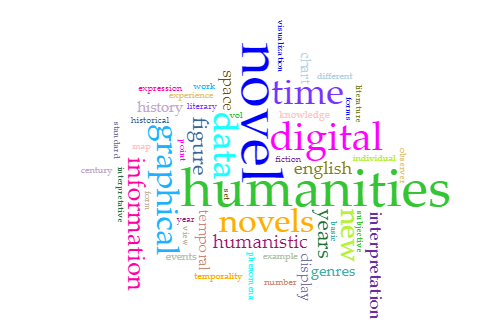 visualization
novel
chart
different
time
space
work
expression
experience
literature
forms
history
literary
data
vol
knowledge
historical
figure
digital
standard
graphical
point
map
fiction
individual
observer
century
interpretative
information
english
humanities
form
set
year
view
temporal
novels
years
basic
new
subjective
interpretation
humanistic
events
phenomena
example
display
genres
temporality
number